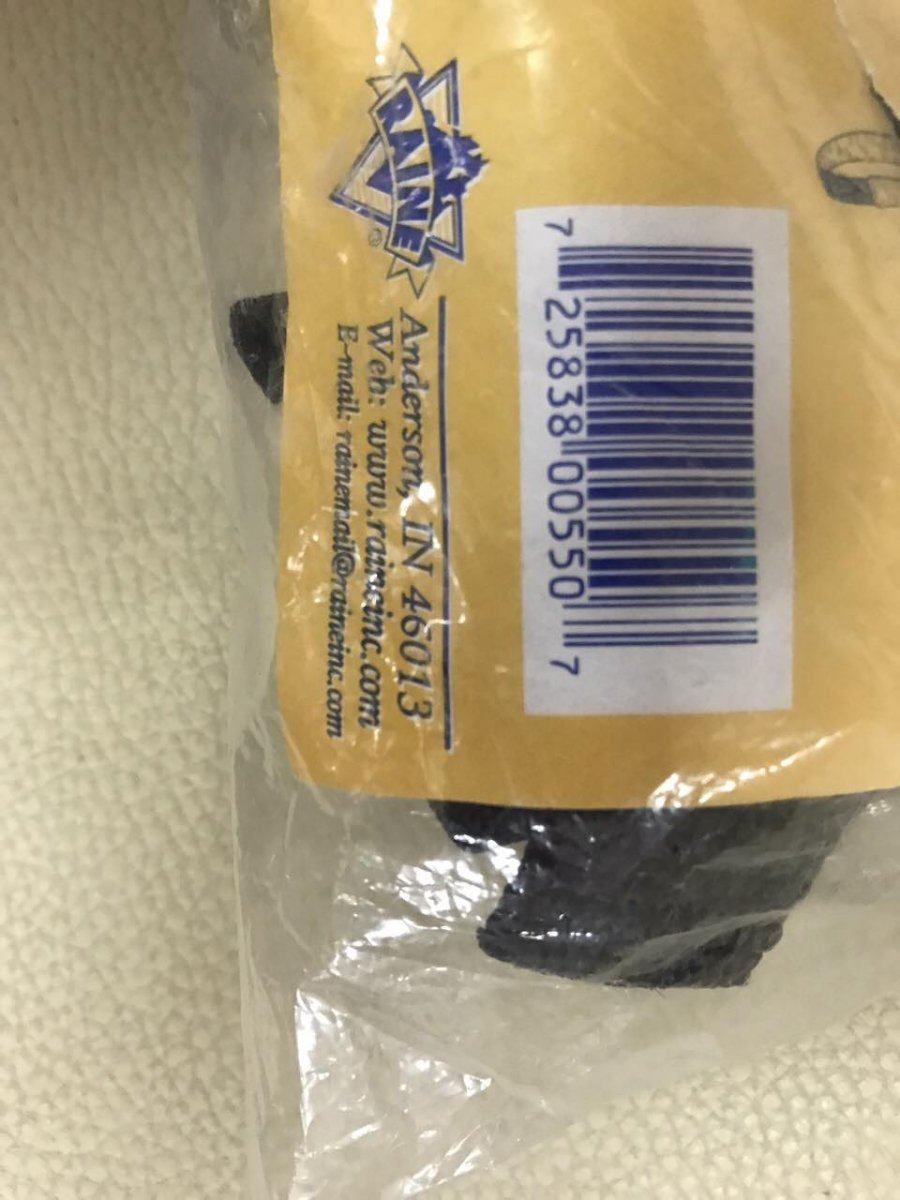 RAINE®
Anderson, IN 46013
Web: www.raineinc.com
E-mail: rainemail@raineinc.com
7 25838 00550 7